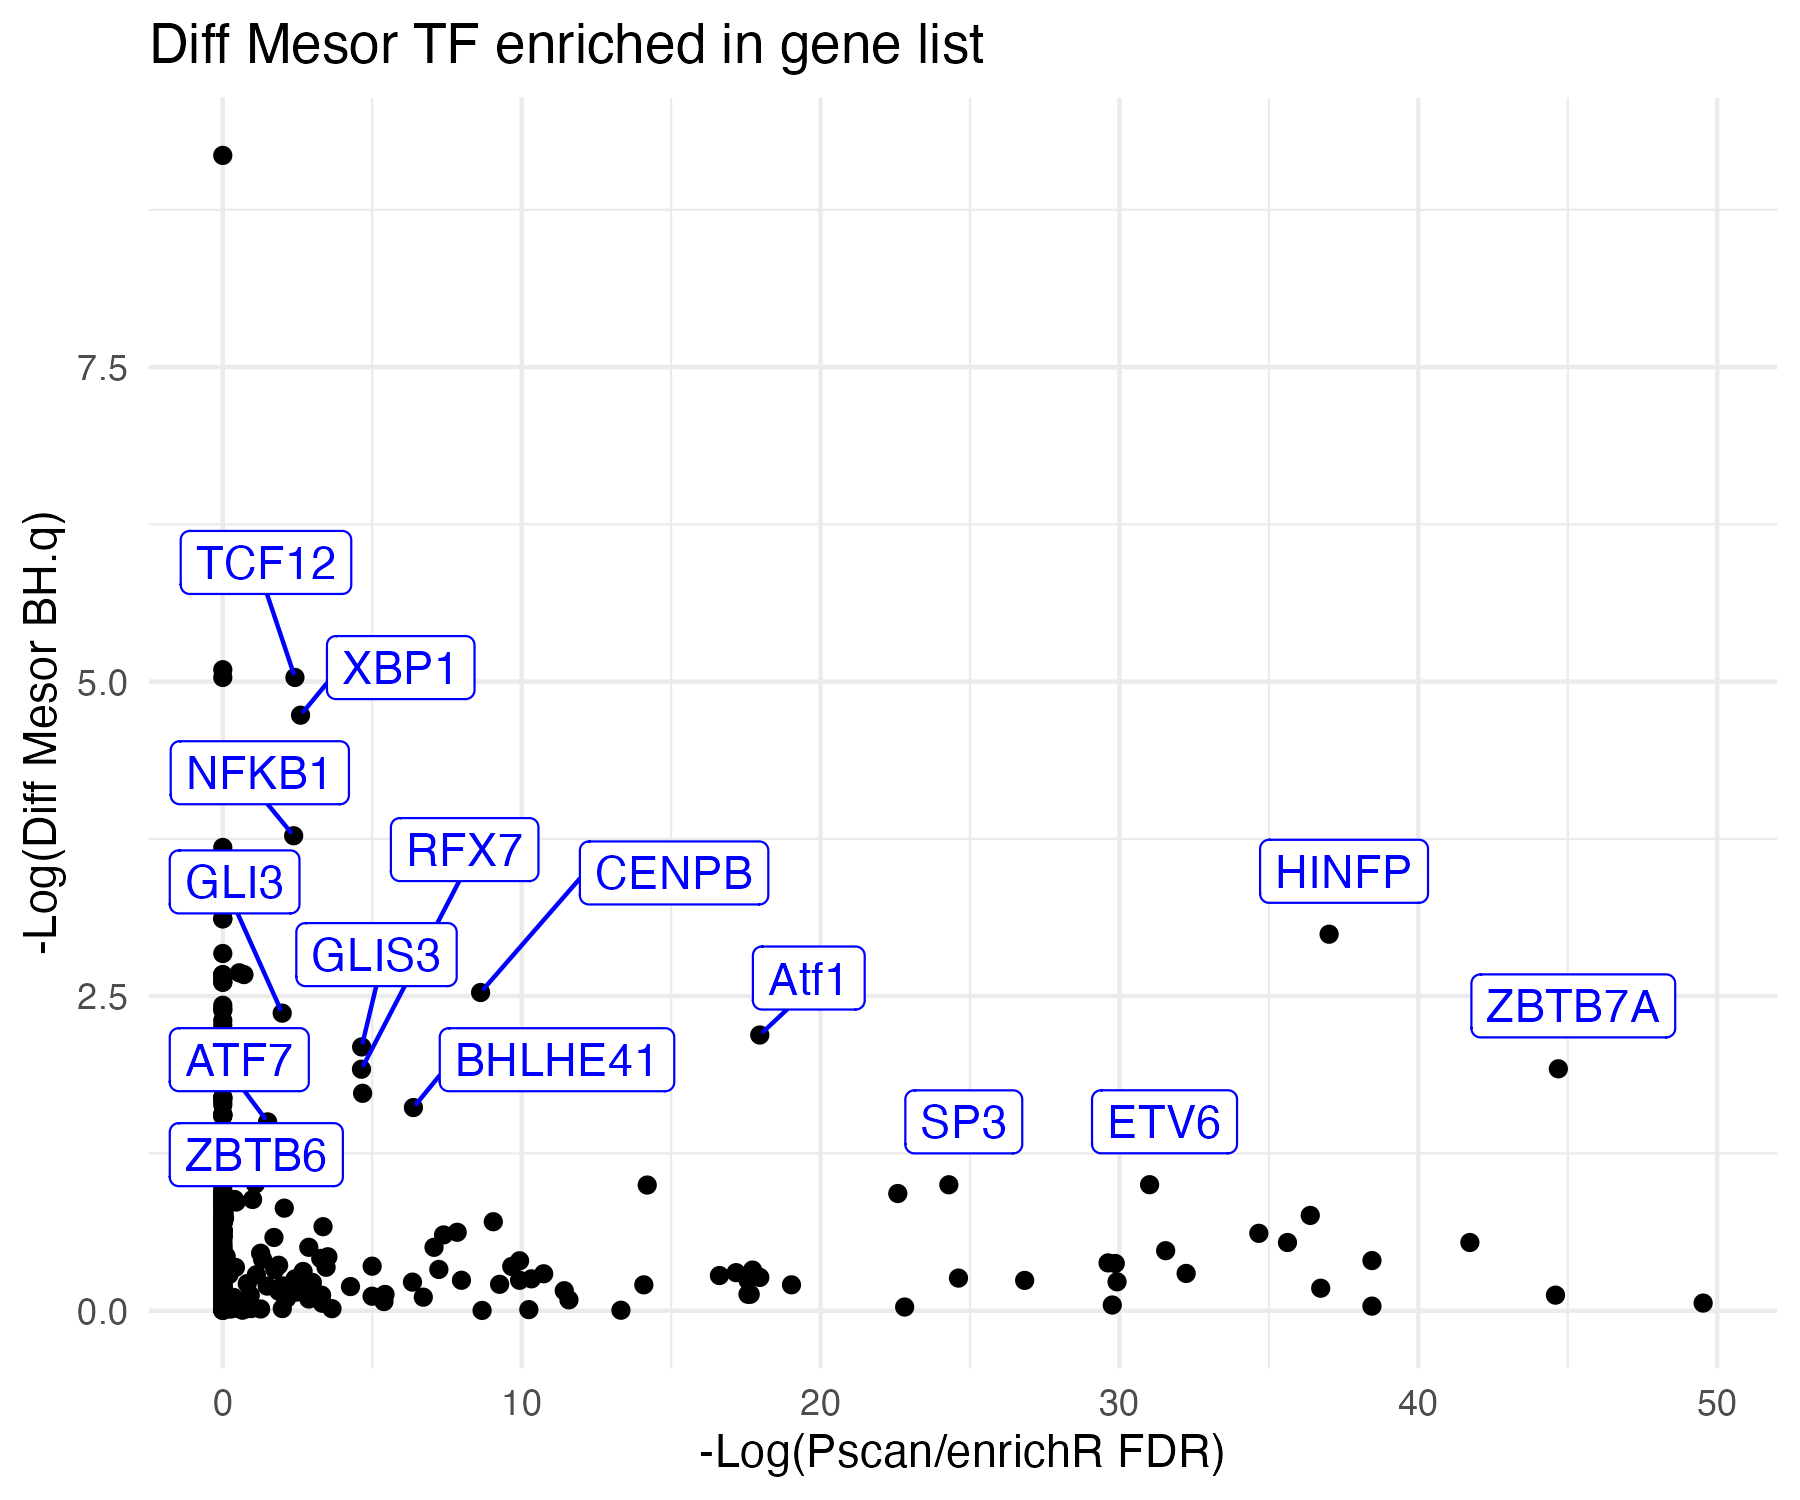 Diff Mesor TF enriched in gene list
-Log(Diff Mesor BH.q)
7.5
5.0
2.5
0.0
TCF12
XBP1
NFKB1
RFX7
CENPB
HINFP
GLI3
GLIS3
Atf1
ZBTB7A
ATF7
BHLHE41
SP3
ETV6
ZBTB6
0
10
20
30
40
50
-Log(Pscan/enrichR FDR)